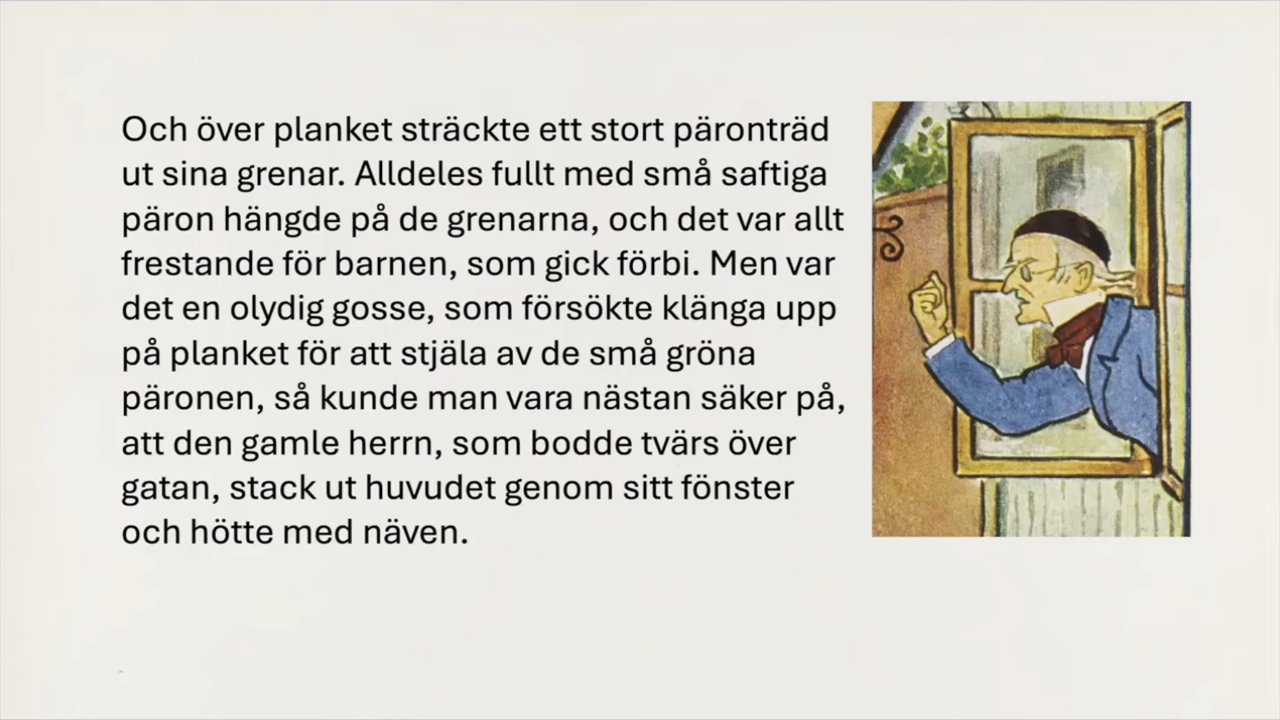 Och över planket sträckte ett stort päronträd
ut sina grenar. Alldeles fullt med små saftiga
päron hängde på de grenarna, och det var allt
frestande för barnen, som gick förbi. Men var
det en olydig gosse, som försökte klänga upp
på planket för att stjäla av de små gröna
päronen, så kunde man vara nästan säker på,
att den gamle herrn, som bodde tvärs över
gatan, stack ut huvudet genom sitt fönster
och hötte med näven.